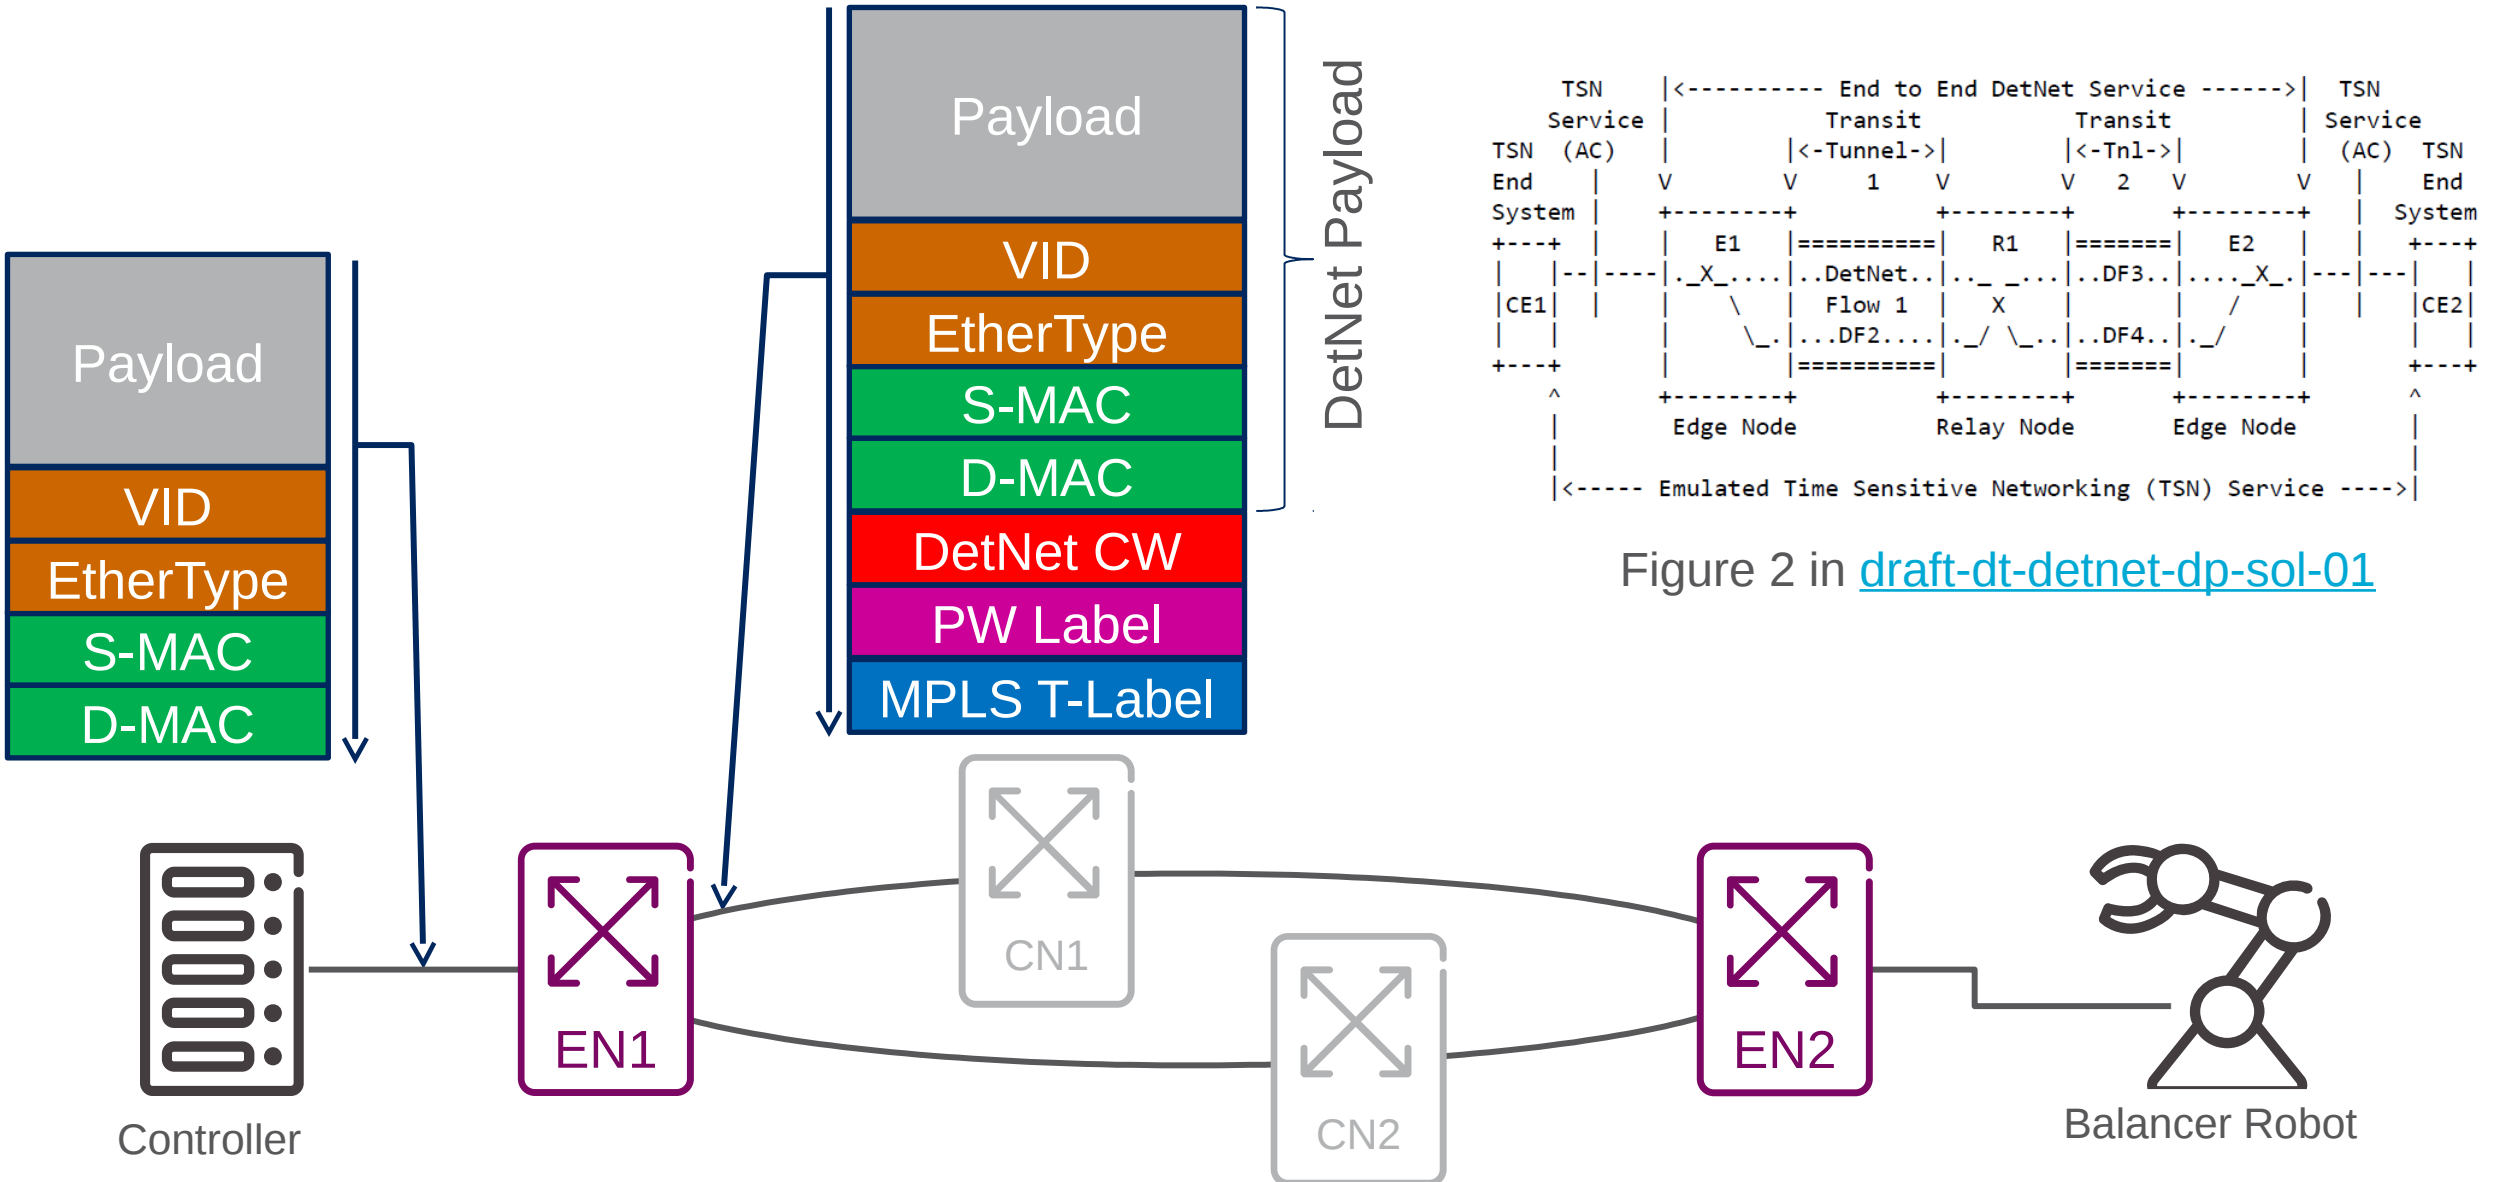 Payload
VID
EtherType
S-MAC
D-MAC
Payload
VID
EtherType
S-MAC
D-MAC
DetNet CW
PW Label
MPLS T-Label
DetNet Payload
     TSN    |<---------- End to End DetNet Service ------>|  TSN
    Service |           Transit           Transit         | Service
TSN  (AC)   |        |<-Tunnel->|        |<-Tnl->|        |  (AC)  TSN
End    |    V        V     1    V        V   2   V        V   |    End
System |    +--------+          +--------+       +--------+   |  System
+---+  |    |   E1   |==========|   R1   |=======|   E2   |   |   +---+
|   |--|----|._X_....|..DetNet..|.._ _...|..DF3..|...._X_.|---|---|   |
|CE1|  |    |    \   |  Flow 1  |   X    |       |   /    |   |   |CE2|
|   |       |     \_.|...DF2....|._/ \_..|..DF4..|._/     |       |   |
+---+       |        |==========|        |=======|        |       +---+
    ^       +--------+          +--------+       +--------+       ^
    |        Edge Node          Relay Node       Edge Node        |
    |                                                             |
    |<----- Emulated Time Sensitive Networking (TSN) Service ---->|
Figure 2 in draft-dt-detnet-dp-sol-01
CN1
EN1
EN2
CN2
Controller
Balancer Robot